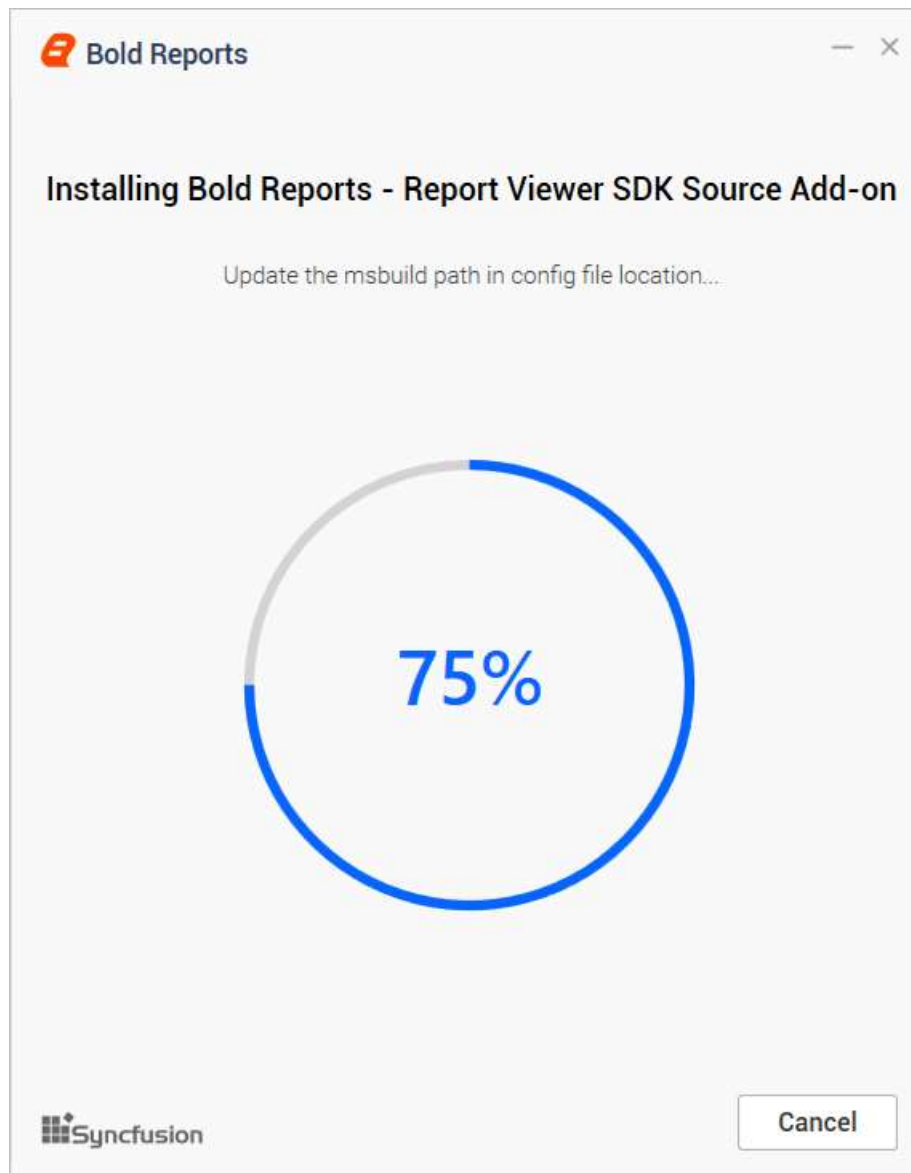 Bold Reports
Installing Bold Reports - Report Viewer SDK Source Add-on
Update the msbuild path in config file location...
75%
Syncfusion
Cancel